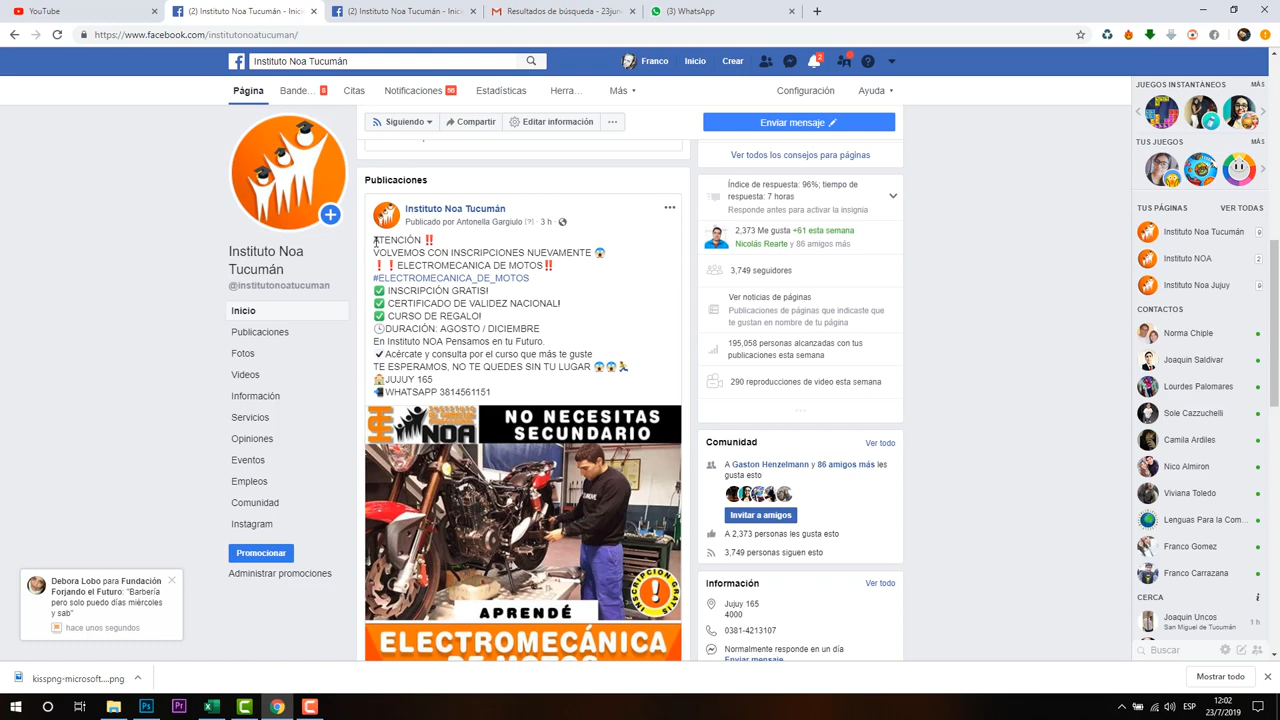 YouTube
(2) Instituto Noa Tucumán - Inic
(2) Instituto Noa Tucumán - Inic
Resultados de búsqueda - 23jun
(3) WhatsApp
https://www.facebook.com/institutonoatucuman/
Instituto Noa Tucumán
Franco
Inicio
Crear
2
Página
Bande... 8
Citas
Notificaciones 56
Estadísticas
Herra...
Más
Configuración
Ayuda
Siguiendo
Compartir
Editar información
Enviar mensaje
Instituto Noa
Tucumán
@institutonoatucuman
Inicio
Publicaciones
Fotos
Videos
Información
Servicios
Opiniones
Eventos
Empleos
Comunidad
Instagram
Promocionar
Administrar promociones
Debora Lobo para Fundación
Forjando el Futuro: "Barbería
pero solo puedo días miércoles
y sab"
hace unos segundos
Publicaciones
Instituto Noa Tucumán
Publicado por Antonella Gargiulo [?] · 3 h ·
ATENCIÓN ‼️
VOLVEMOS CON INSCRIPCIONES NUEVAMENTE 😱
❗❗ELECTROMECANICA DE MOTOS‼️
#ELECTROMECANICA_DE_MOTOS
✅ INSCRIPCIÓN GRATIS!
✅ CERTIFICADO DE VALIDEZ NACIONAL!
✅ CURSO DE REGALO!
🕓DURACIÓN: AGOSTO / DICIEMBRE
En Instituto NOA Pensamos en tu Futuro.
✔Acércate y consulta por el curso que más te guste
TE ESPERAMOS, NO TE QUEDES SIN TU LUGAR 😱😱🏃
🏫JUJUY 165
📲WHATSAPP 3814561151
NOA
NO NECESITAS
SECUNDARIO
INSCRIPCIÓN GRATIS
APRENDÉ
ELECTROMECÁNICA
DE MOTOS
Ver todos los consejos para páginas
Índice de respuesta: 96%; tiempo de
respuesta: 7 horas
Responde antes para activar la insignia
2,373 Me gusta +61 esta semana
Nicolás Rearte y 86 amigos más
3,749 seguidores
Ver noticias de páginas
Publicaciones de páginas que indicaste que
te gustan en nombre de tu página
195,058 personas alcanzadas con tus
publicaciones esta semana
290 reproducciones de video esta semana
Comunidad
Ver todo
A Gaston Henzelmann y 86 amigos más les
gusta esto
Invitar a amigos
A 2,373 personas les gusta esto
3,749 personas siguen esto
Información
Ver todo
Jujuy 165
4000
0381-4213107
Normalmente responde en un día
Enviar mensaje
JUEGOS INSTANTÁNEOS
MÁS
TUS JUEGOS
MÁS
TUS PÁGINAS
VER TODAS
Instituto Noa Tucumán 9
Instituto NOA 2
Instituto Noa Jujuy 9
CONTACTOS
Norma Chiple
Joaquin Saldivar
Lourdes Palomares
Sole Cazzuchelli
Camila Ardiles
Nico Almiron
Viviana Toledo
Lenguas Para la Com...
Franco Gomez
Franco Carrazana
CERCA
Joaquin Uncos
San Miguel de Tucumán
1 h
Buscar
kisspng-microsoft....png
Mostrar todo
ESP
12:02
23/7/2019